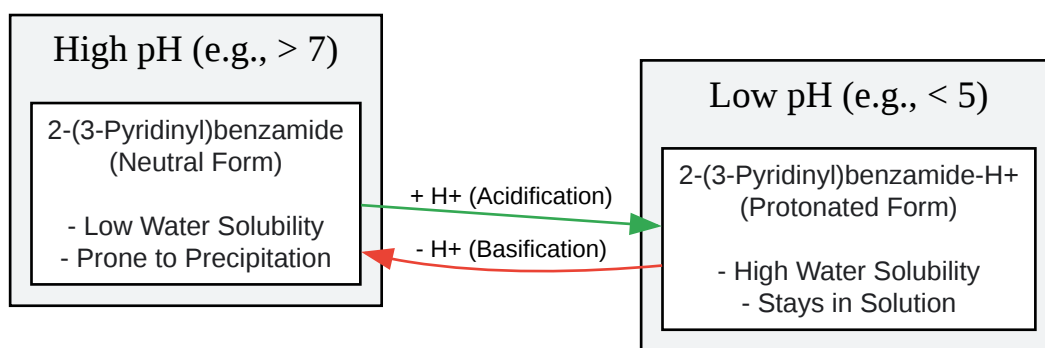 High pH (e.g., > 7)
2-(3-Pyridinyl)benzamide
(Neutral Form)
- Low Water Solubility
- Prone to Precipitation
+ H+ (Acidification)
- H+ (Basification)
Low pH (e.g., < 5)
2-(3-Pyridinyl)benzamide-H+
(Protonated Form)
- High Water Solubility
- Stays in Solution